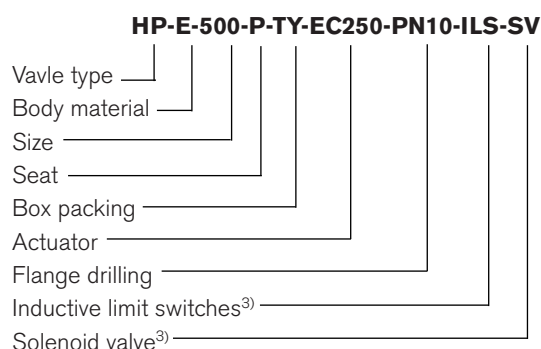 HP-E-500-P-TY-EC250-PN10-ILS-SV
Vavle type
Body material
Size
Seat
Box packing
Actuator
Flange drilling
Inductive limit switches3)
Solenoid valve3)